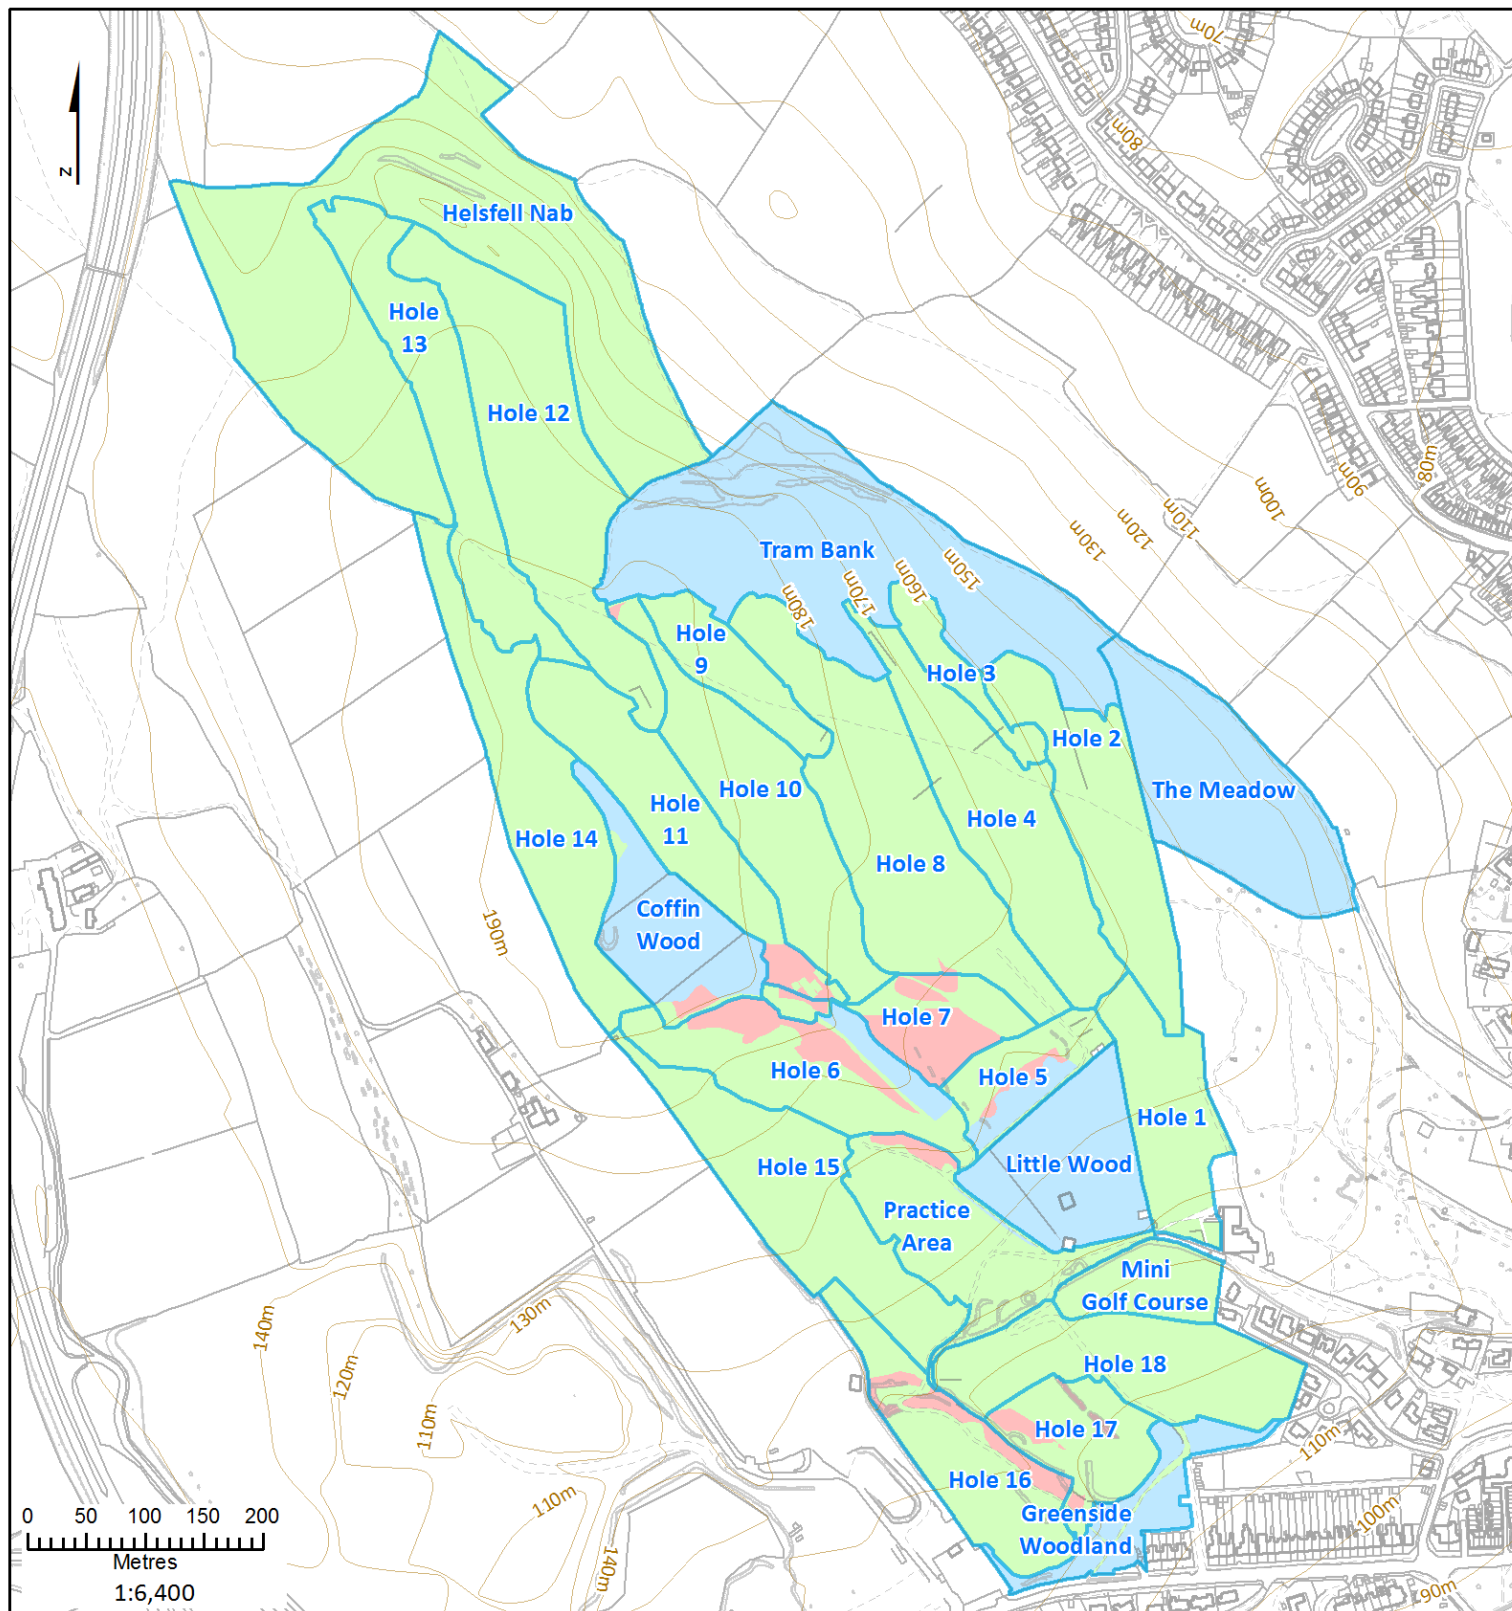 70m
80m
N
Helsfell Nab
Hole
13
Hole 12
80m
90m
100m
110m
120m
130m
150m
160m
170m
180m
Tram Bank
Hole
9
Hole 3
Hole 2
The Meadow
Hole 10
Hole
11
Hole 4
Hole 14
Hole 8
Coffin
Wood
190m
Hole 7
Hole 6
Hole 5
Hole 1
Hole 15
Little Wood
Practice
Area
Mini
Golf Course
140m
130m
120m
110m
Hole 18
Hole 17
Hole 16
110m
110m
100m
Greenside
Woodland
140m
90m
0 50 100 150 200
Metres
1:6,400